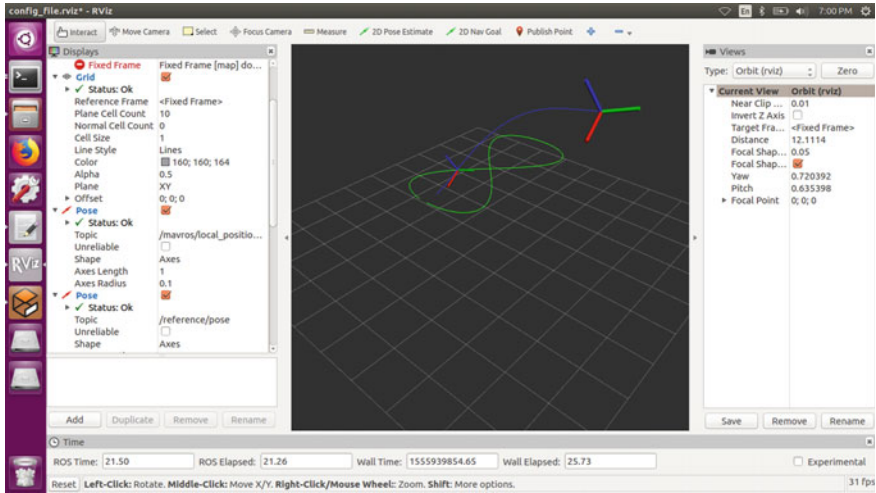 config_file.rviz* - RViz
En
7:00 PM
Interact Move Camera Select Focus Camera Measure 2D Pose Estimate 2D Nav Goal Publish Point
Displays
Fixed Frame Fixed Frame [map] do...
Grid
Status: Ok
Reference Frame <Fixed Frame>
Plane Cell Count 10
Normal Cell Count 0
Cell Size 1
Line Style Lines
Color 160; 160; 164
Alpha 0.5
Plane XY
Offset 0; 0; 0
Pose
Status: Ok
Topic /mavros/local_positio...
Unreliable
Shape Axes
Axes Length 1
Axes Radius 0.1
Pose
Status: Ok
Topic /reference/pose
Unreliable
Shape Axes
Add Duplicate Remove Rename
Views
Type: Orbit (rviz) Zero
Current View Orbit (rviz)
Near Clip ... 0.01
Invert Z Axis
Target Fra... <Fixed Frame>
Distance 12.1114
Focal Shap... 0.05
Focal Shap...
Yaw 0.720392
Pitch 0.635398
Focal Point 0; 0; 0
Save Remove Rename
Time
ROS Time: 21.50 ROS Elapsed: 21.26 Wall Time: 1555939854.65 Wall Elapsed: 25.73 Experimental
Reset Left-Click: Rotate. Middle-Click: Move X/Y. Right-Click/Mouse Wheel:: Zoom. Shift: More options. 31 fps
RViz